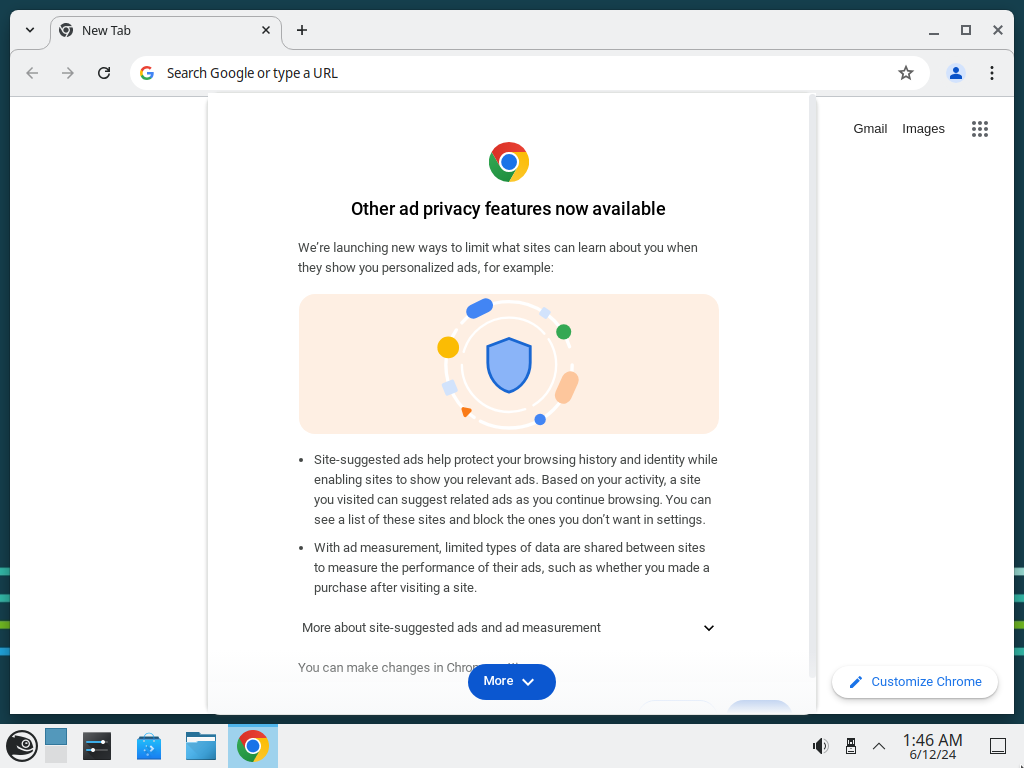 New Tab
Search Google or type a URL
Gmail Images
Other ad privacy features now available
We're launching new ways to limit what sites can learn about you when
they show you personalized ads, for example:
• Site-suggested ads help protect your browsing history and identity while
enabling sites to show you relevant ads. Based on your activity, a site
you visited can suggest related ads as you continue browsing. You can
see a list of these sites and block the ones you don't want in settings.
• With ad measurement, limited types of data are shared between sites
to measure the performance of their ads, such as whether you made a
purchase after visiting a site.
More about site-suggested ads and ad measurement
You can make changes in
More
Customize Chrome
1:46 AM
6/12/24